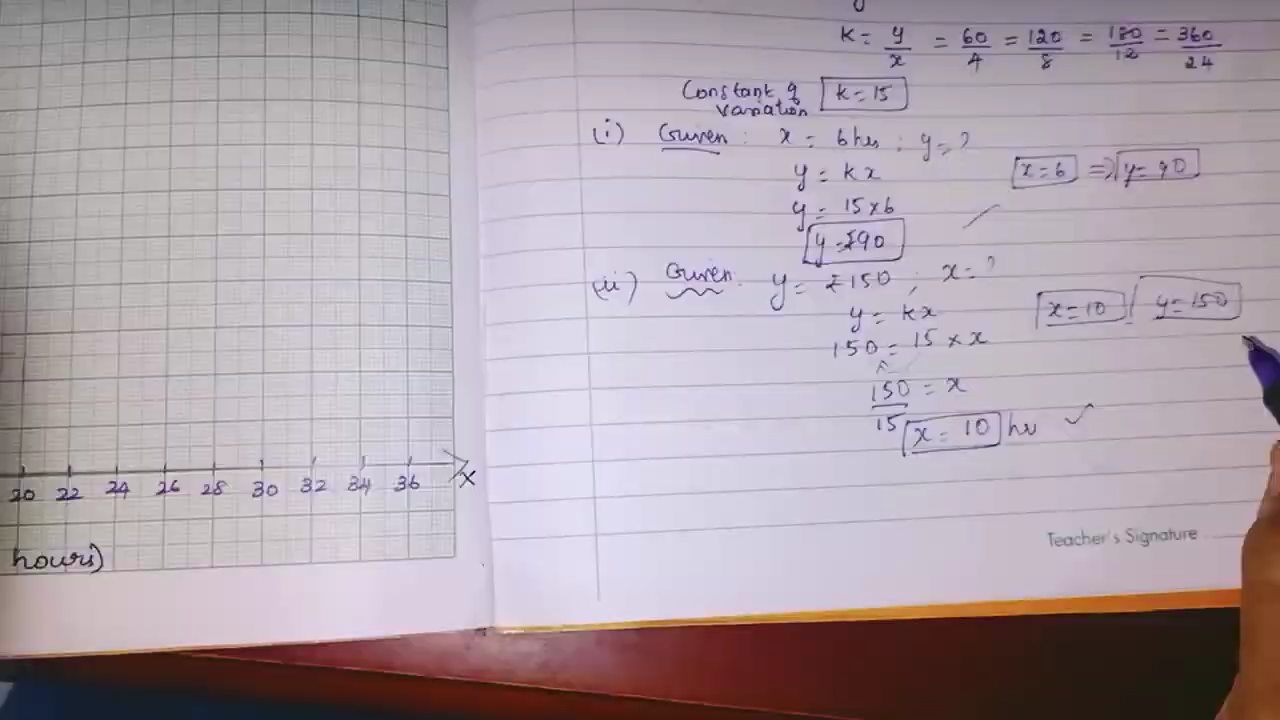 20 22 24 26 28 30 32 34 36 X
hours)
K = y/x = 60/4 = 120/8 = 180/12 = 360/24
Constant of variation K = 15
(i) Given: x = 6 hrs ; y = ?
y = kx
y = 15 × 6
y = ₹90
x = 6 ⇒ y = 90
(ii) Given: y = ₹150 ; x = ?
y = kx
150 = 15 × x
150/15 = x
x = 10 hr ✓
x = 10 / y = 150
Teacher's Signature